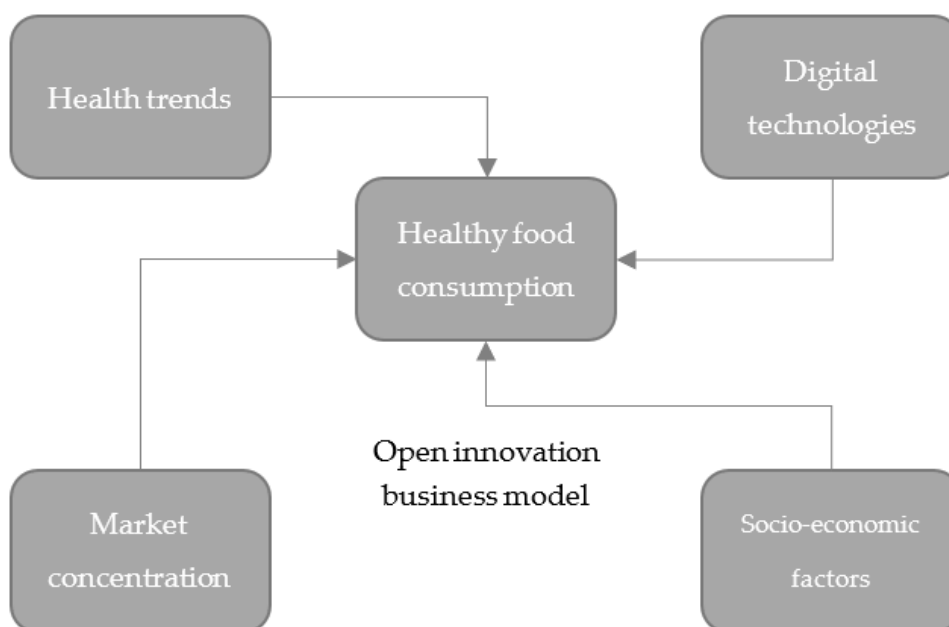 Health trends
Digital
technologies
Healthy food
consumption
Open innovation
business model
Market
concentration
Socio-economic
factors